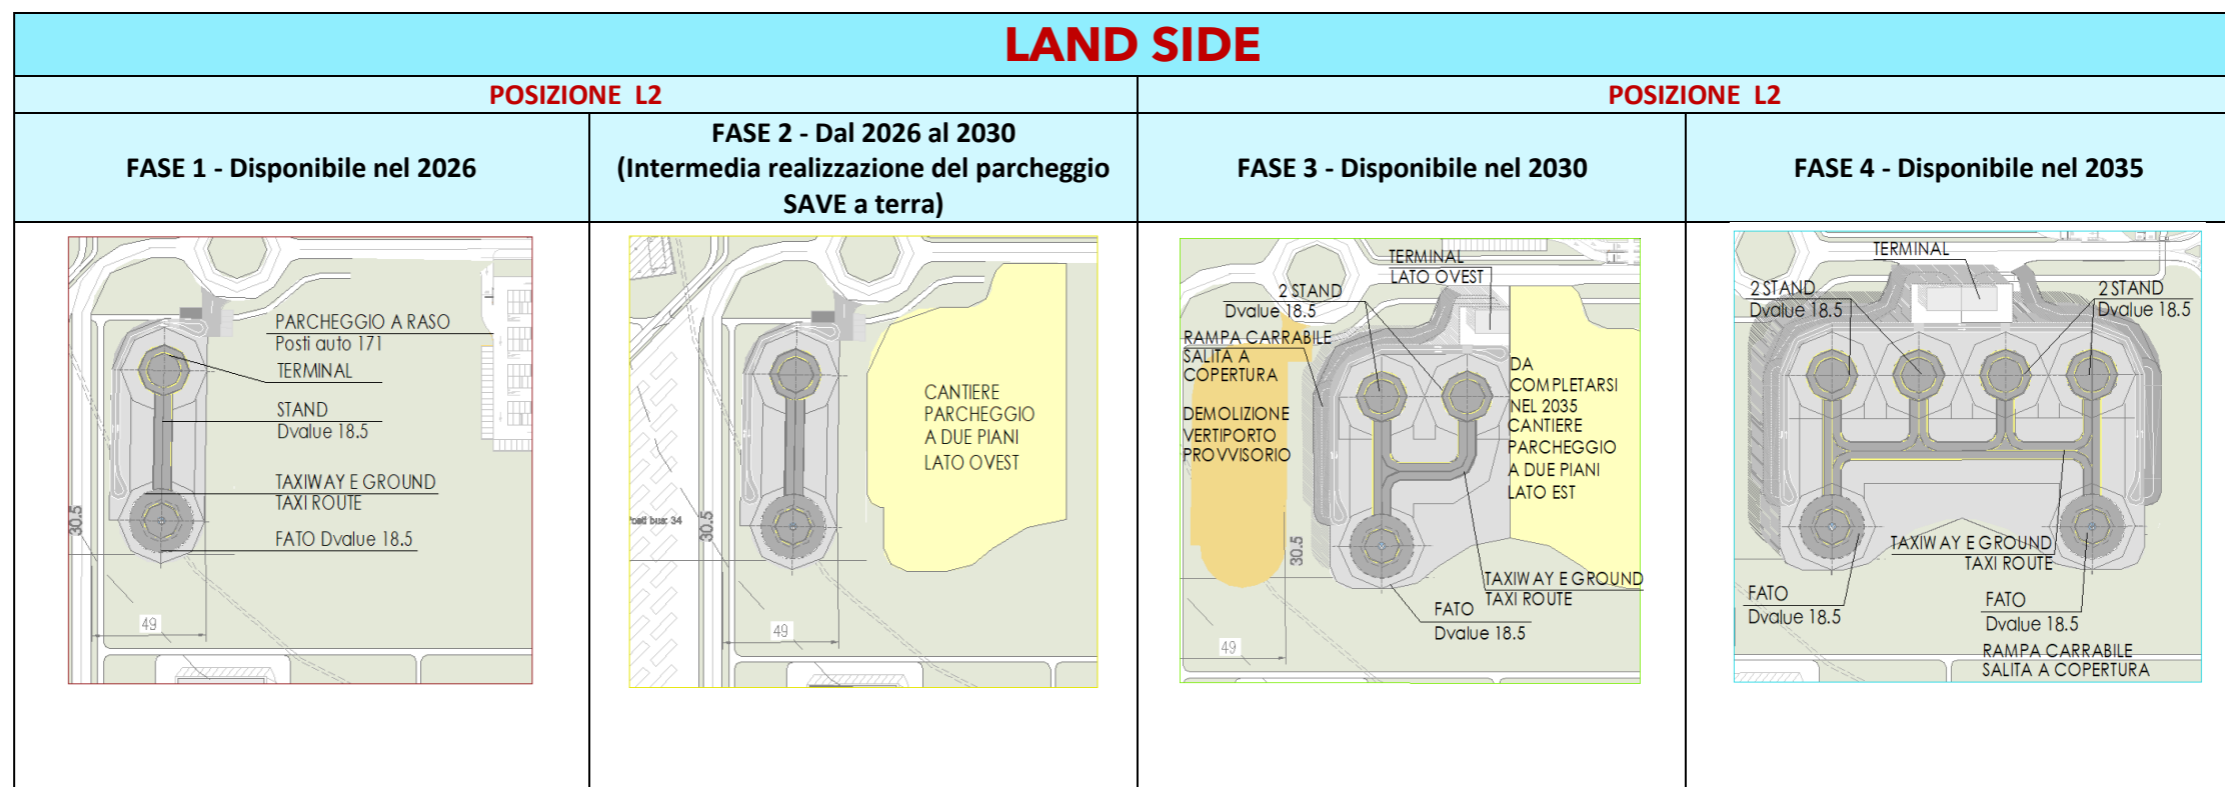 LAND SIDE
POSIZIONE L2
POSIZIONE L2
FASE 1 - Disponibile nel 2026
FASE 2 - Dal 2026 al 2030
(Intermedia realizzazione del parcheggio
SAVE a terra)
FASE 3 - Disponibile nel 2030
FASE 4 - Disponibile nel 2035
PARCHEGGIO A RASO
Posti auto 171
TERMINAL
STAND
Dvalue 18.5
TAXIWAY E GROUND
TAXI ROUTE
FATO Dvalue 18.5
30.5
49
CANTIERE
PARCHEGGIO
A DUE PIANI
LATO OVEST
Posti bus: 34
30.5
49
TERMINAL
LATO OVEST
2 STAND
Dvalue 18.5
RAMPA CARRABILE
SALITA A
COPERTURA
DEMOLIZIONE
VERTIPORTO
PROVVISORIO
DA
COMPLETARSI
NEL 2035
CANTIERE
PARCHEGGIO
A DUE PIANI
LATO EST
30.5
TAXIWAY E GROUND
TAXI ROUTE
FATO
Dvalue 18.5
49
TERMINAL
2 STAND
Dvalue 18.5
2 STAND
Dvalue 18.5
TAXIWAY E GROUND
TAXI ROUTE
FATO
Dvalue 18.5
FATO
Dvalue 18.5
RAMPA CARRABILE
SALITA A COPERTURA